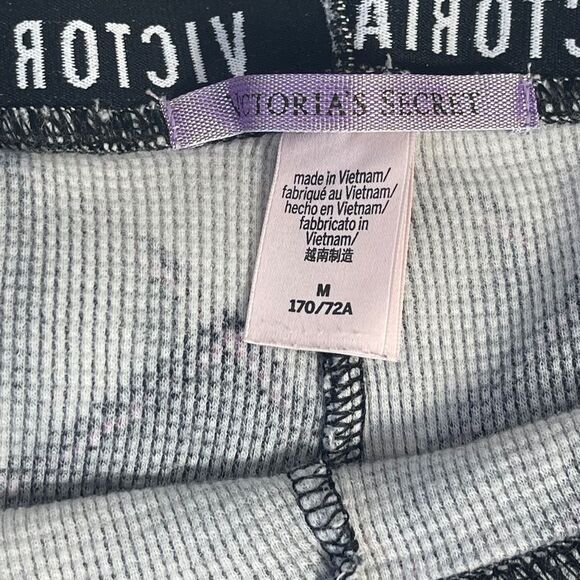 VICTOR
CTORIA
VICTORIA'S SECRET
made in Vietnam/
fabriqué au Vietnam/
hecho en Vietnam/
fabbricato in
Vietnam/
越南制造
M
170/72A